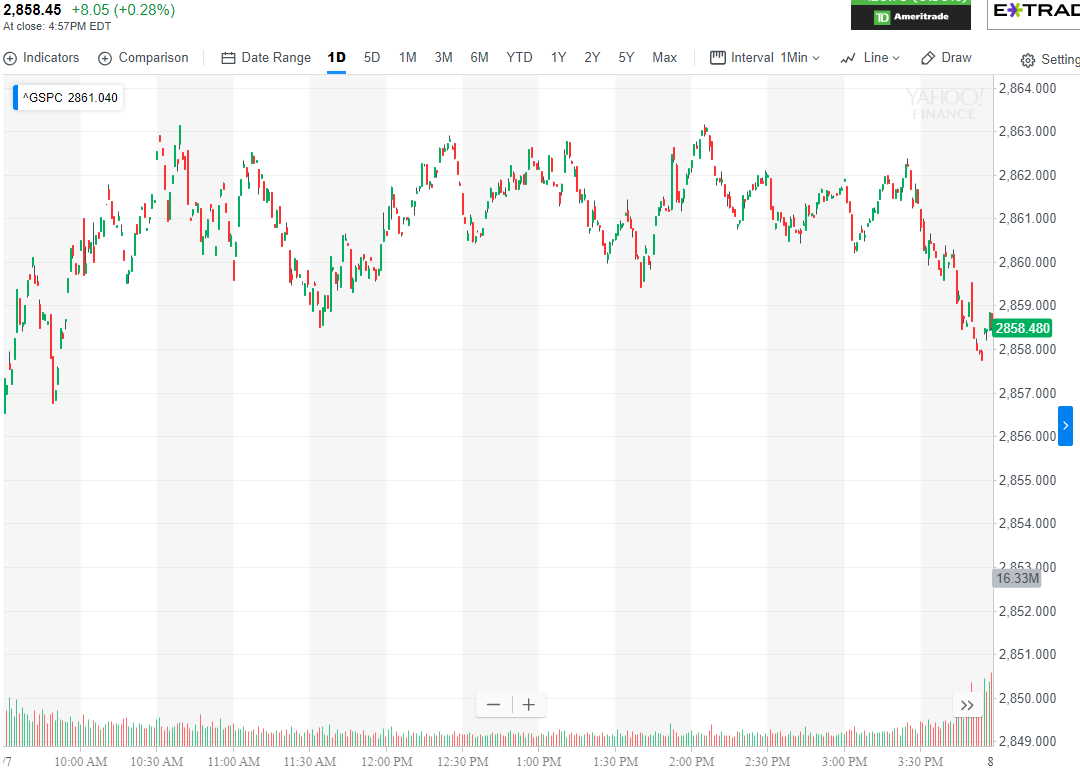 2,858.45 +8.05 (+0.28%)
At close: 4:57PM EDT
TD Ameritrade
E*TRAD
Indicators Comparison Date Range 1D 5D 1M 3M 6M YTD 1Y 2Y 5Y Max Interval 1Min Line Draw Setting
^GSPC 2861.040
YAHOO!
FINANCE
2,864.000
2,863.000
2,862.000
2,861.000
2,860.000
2,859.000
2858.480
2,858.000
2,857.000
2,856.000
2,855.000
2,854.000
2,853.000
16.33M
2,852.000
2,851.000
2,850.000
2,849.000
/7 10:00 AM 10:30 AM 11:00 AM 11:30 AM 12:00 PM 12:30 PM 1:00 PM 1:30 PM 2:00 PM 2:30 PM 3:00 PM 3:30 PM 8